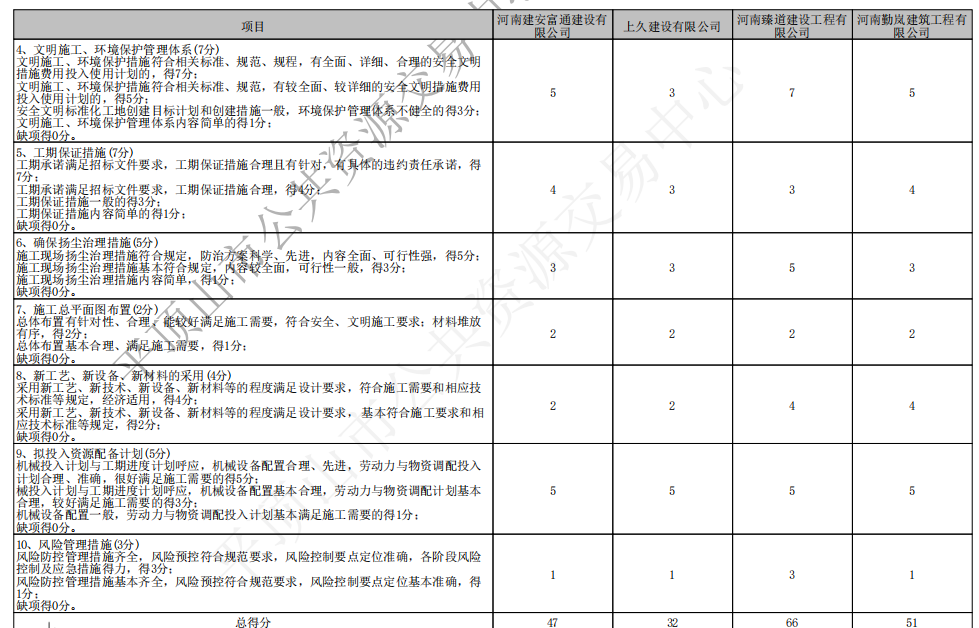 项目 河南建安富通建设有限公司 上久建设有限公司 河南臻道建设工程有限公司 河南勤岚建筑工程有限公司
4、文明施工、环境保护管理体系(7分)
文明施工、环境保护措施符合相关标准、规范、规程，有全面、详细、合理的安全文明
措施费用投入使用计划的，得7分；
文明施工、环境保护措施符合相关标准、规范，有较全面、较详细的安全文明措施费用
投入使用计划的，得5分；
安全文明标准化工地创建目标计划和创建措施一般，环境保护管理体系不健全的得3分；
文明施工、环境保护管理体系内容简单的得1分；
缺项得0分。
5 3 7 5
5、工期保证措施(7分)
工期承诺满足招标文件要求，工期保证措施合理且有针对，有具体的违约责任承诺，得
7分；
工期承诺满足招标文件要求，工期保证措施合理，得4分；
工期保证措施一般的得3分；
工期保证措施内容简单的得1分；
缺项得0分。
4 3 3 4
6、确保扬尘治理措施(5分)
施工现场扬尘治理措施符合规定，防治方案科学、先进，内容全面、可行性强，得5分；
施工现场扬尘治理措施基本符合规定，内容较全面，可行性一般，得3分；
施工现场扬尘治理措施内容简单，得1分；
缺项得0分。
3 3 5 3
7、施工总平面图布置(2分)
总体布置有针对性、合理，能较好满足施工需要，符合安全、文明施工要求；材料堆放
有序，得2分；
总体布置基本合理、满足施工需要，得1分；
缺项得0分。
2 2 2 2
8、新工艺、新设备、新材料的采用(4分)
采用新工艺、新技术、新设备、新材料等的程度满足设计要求，符合施工需要和相应技
术标准等规定，经济适用，得4分；
采用新工艺、新技术、新设备、新材料等的程度满足设计要求，基本符合施工要求和相
应技术标准等规定，得2分；
缺项得0分。
2 2 4 4
9、拟投入资源配备计划(5分)
机械投入计划与工期进度计划呼应，机械设备配置合理、先进，劳动力与物资调配投入
计划合理、准确，很好满足施工需要的得5分；
械投入计划与工期进度计划呼应，机械设备配置基本合理，劳动力与物资调配计划基本
合理，较好满足施工需要的得3分；
机械设备配置一般，劳动力与物资调配投入计划基本满足施工需要的得1分；
缺项得0分。
5 5 5 5
10、风险管理措施(3分)
风险防控管理措施齐全，风险预控符合规范要求，风险控制要点定位准确，各阶段风险
控制及应急措施得力，得3分；
风险防控管理措施基本齐全，风险预控符合规范要求，风险控制要点定位基本准确，得
1分；
缺项得0分。
1 1 3 1
总得分 47 32 66 51
平顶山市公共资源交易
平顶山市公共资源交易中心